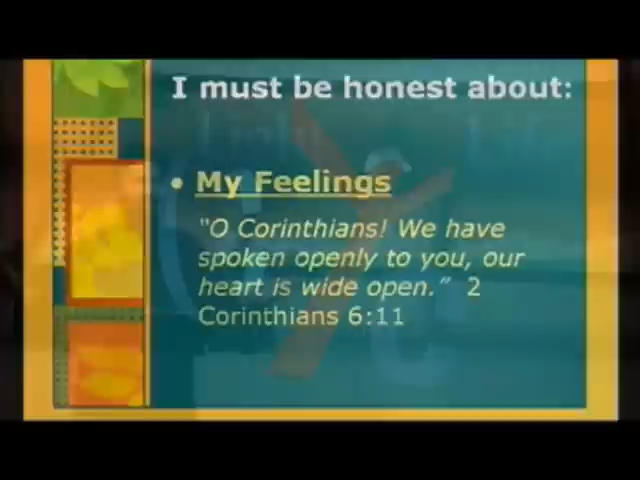 I must be honest about:
• My Feelings
"O Corinthians! We have
spoken openly to you, our
heart is wide open." 2
Corinthians 6:11